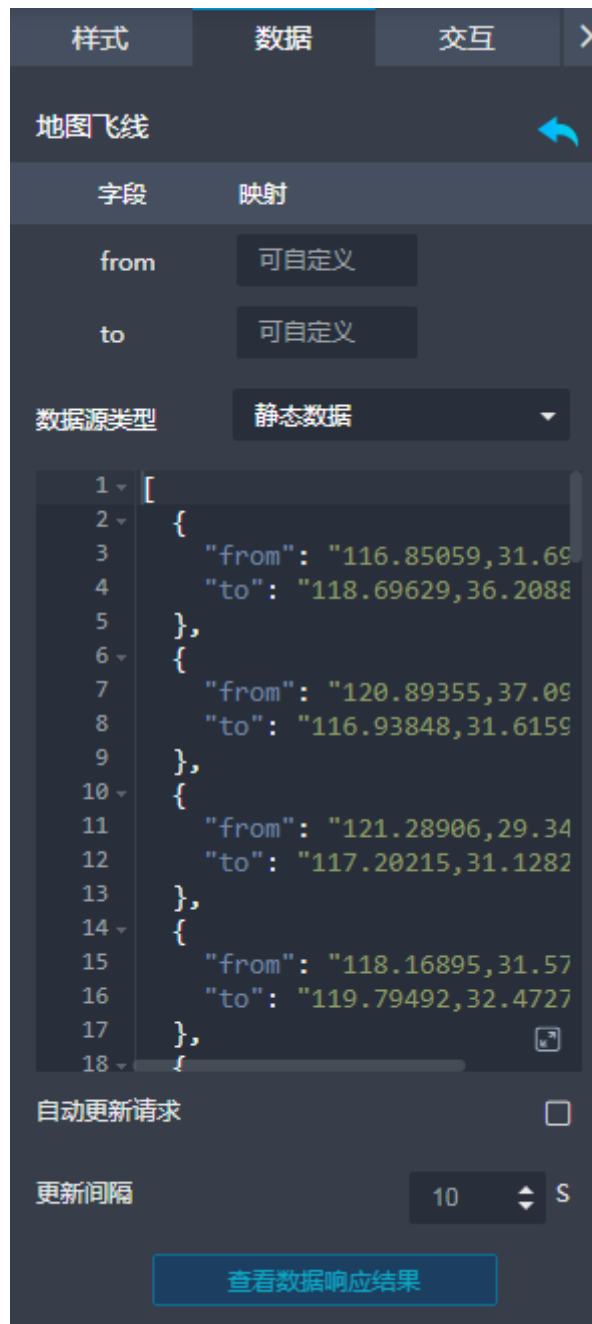 样式 数据 交互
地图飞线
字段 映射
from 可自定义
to 可自定义
数据源类型 静态数据
1 [
2 {
3 "from": "116.85059,31.69
4 "to": "118.69629,36.2088
5 },
6 {
7 "from": "120.89355,37.09
8 "to": "116.93848,31.6159
9 },
10 {
11 "from": "121.28906,29.34
12 "to": "117.20215,31.1282
13 },
14 {
15 "from": "118.16895,31.57
16 "to": "119.79492,32.4727
17 },
18 {
自动更新请求
更新间隔 10 S
查看数据响应结果